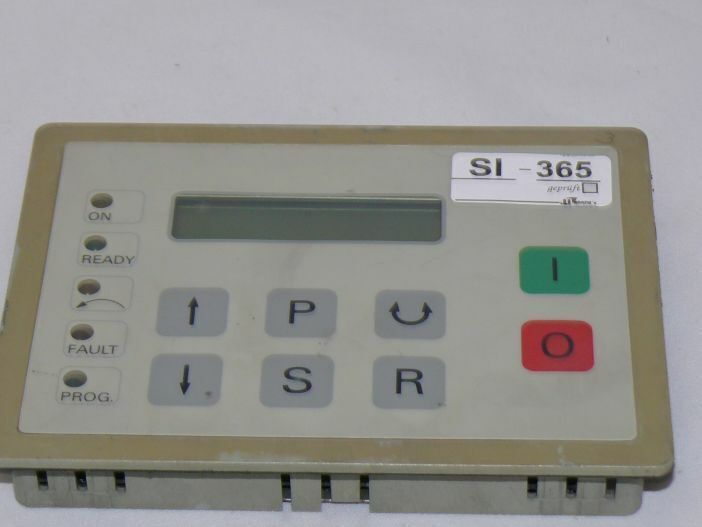 SI - 365
geprüft
ON
READY
FAULT
PROG.
P
S
R
I
O